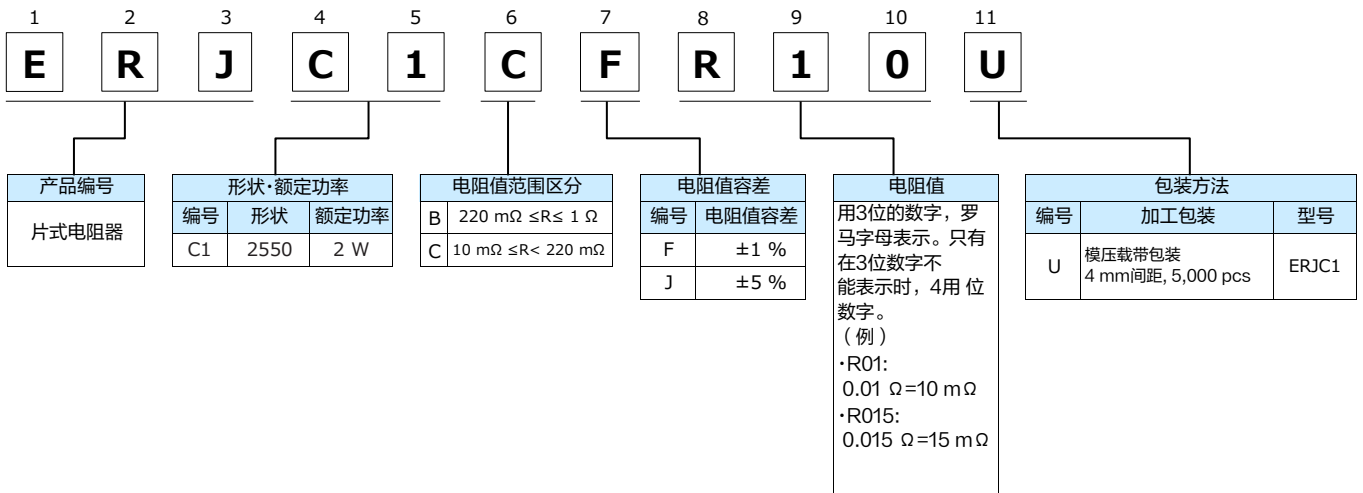 1 2 3 4 5 6 7 8 9 10 11
E R J C 1 C F R 1 0 U
产品编号
片式电阻器
形状·额定功率
编号 形状 额定功率
C1 2550 2 W
电阻值范围区分
B 220 mΩ ≤R≤ 1 Ω
C 10 mΩ ≤R< 220 mΩ
电阻值容差
编号 电阻值容差
F ±1 %
J ±5 %
电阻值
用3位的数字，罗
马字母表示。只有
在3位数字不
能表示时，4用 位
数字。
（例）
·R01:
0.01 Ω=10 mΩ
·R015:
0.015 Ω=15 mΩ
包装方法
编号 加工包装 型号
U 模压载带包装 ERJC1
4 mm间距, 5,000 pcs